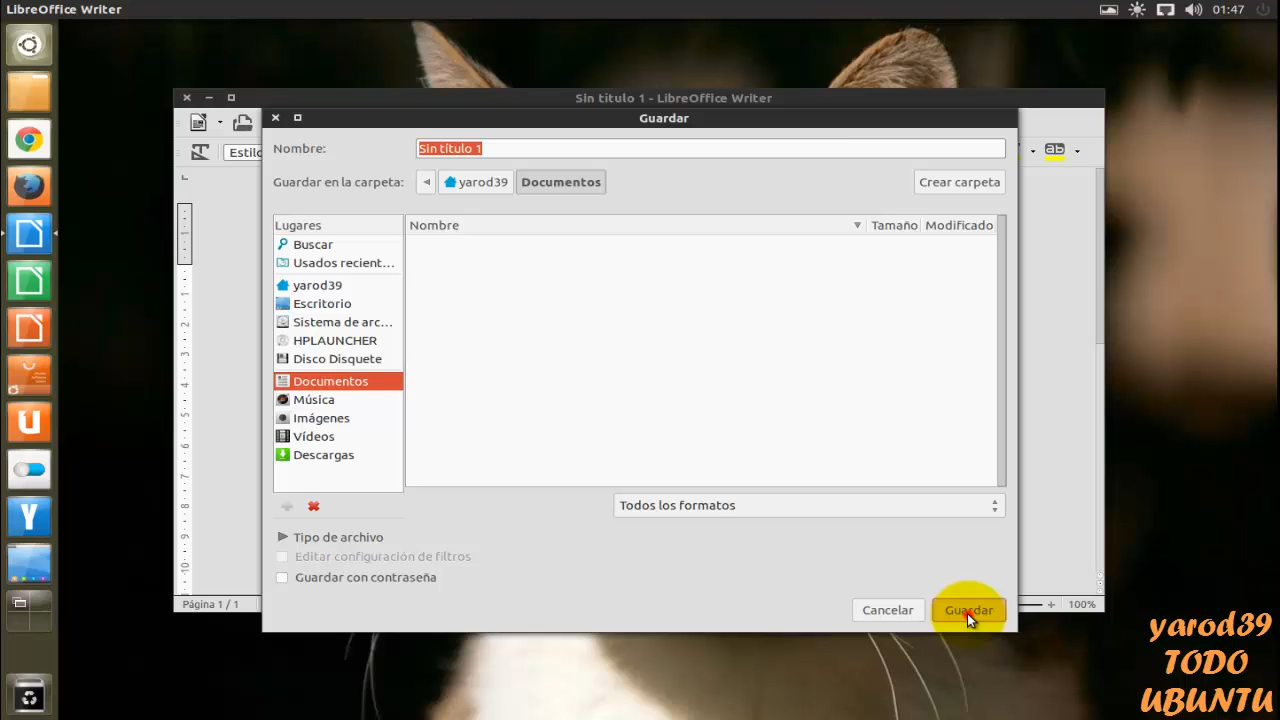 LibreOffice Writer
01:47
Sin título 1 - LibreOffice Writer
Guardar
Nombre:
Sin título 1
Estilo
Guardar en la carpeta:
yarod39
Documentos
Crear carpeta
Lugares
Nombre
Tamaño
Modificado
Buscar
Usados recient...
yarod39
Escritorio
Sistema de arc...
HPLAUNCHER
Disco Disquete
Documentos
Música
Imágenes
Vídeos
Descargas
Todos los formatos
Tipo de archivo
Editar configuración de filtros
Guardar con contraseña
Página 1 / 1
Cancelar
Guardar
100%
yarod39
TODO
UBUNTU